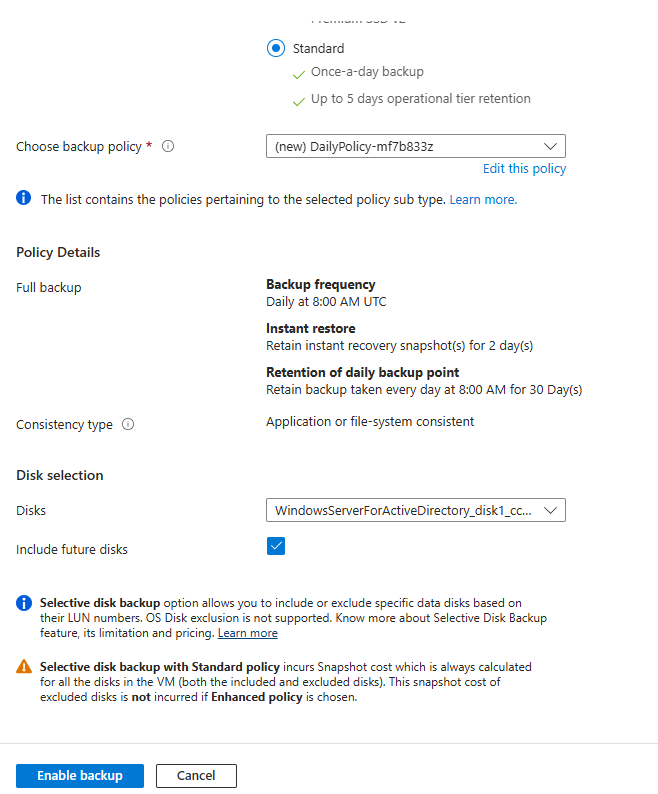 Standard
Once-a-day backup
Up to 5 days operational tier retention
Choose backup policy *
(new) DailyPolicy-mf7b833z
Edit this policy
The list contains the policies pertaining to the selected policy sub type. Learn more.
Policy Details
Full backup
Backup frequency
Daily at 8:00 AM UTC
Instant restore
Retain instant recovery snapshot(s) for 2 day(s)
Retention of daily backup point
Retain backup taken every day at 8:00 AM for 30 Day(s)
Consistency type
Application or file-system consistent
Disk selection
Disks
WindowsServerForActiveDirectory_disk1_cc...
Include future disks
Selective disk backup option allows you to include or exclude specific data disks based on
their LUN numbers. OS Disk exclusion is not supported. Know more about Selective Disk Backup
feature, its limitation and pricing. Learn more
Selective disk backup with Standard policy incurs Snapshot cost which is always calculated
for all the disks in the VM (both the included and excluded disks). This snapshot cost of
excluded disks is not incurred if Enhanced policy is chosen.
Enable backup
Cancel